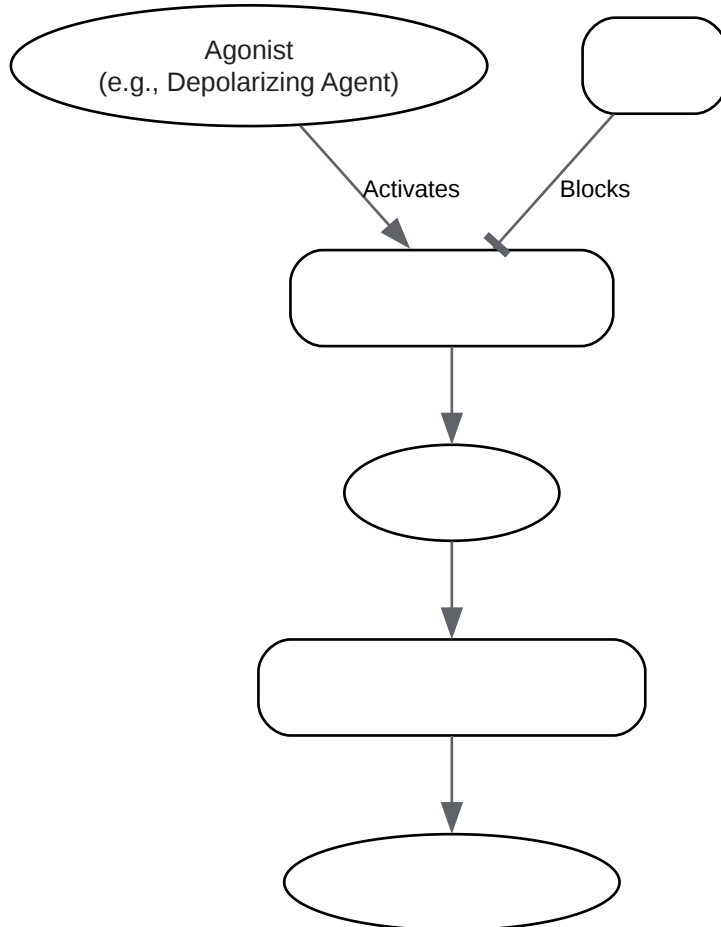 Agonist
(e.g., Depolarizing Agent)
Activates
Blocks